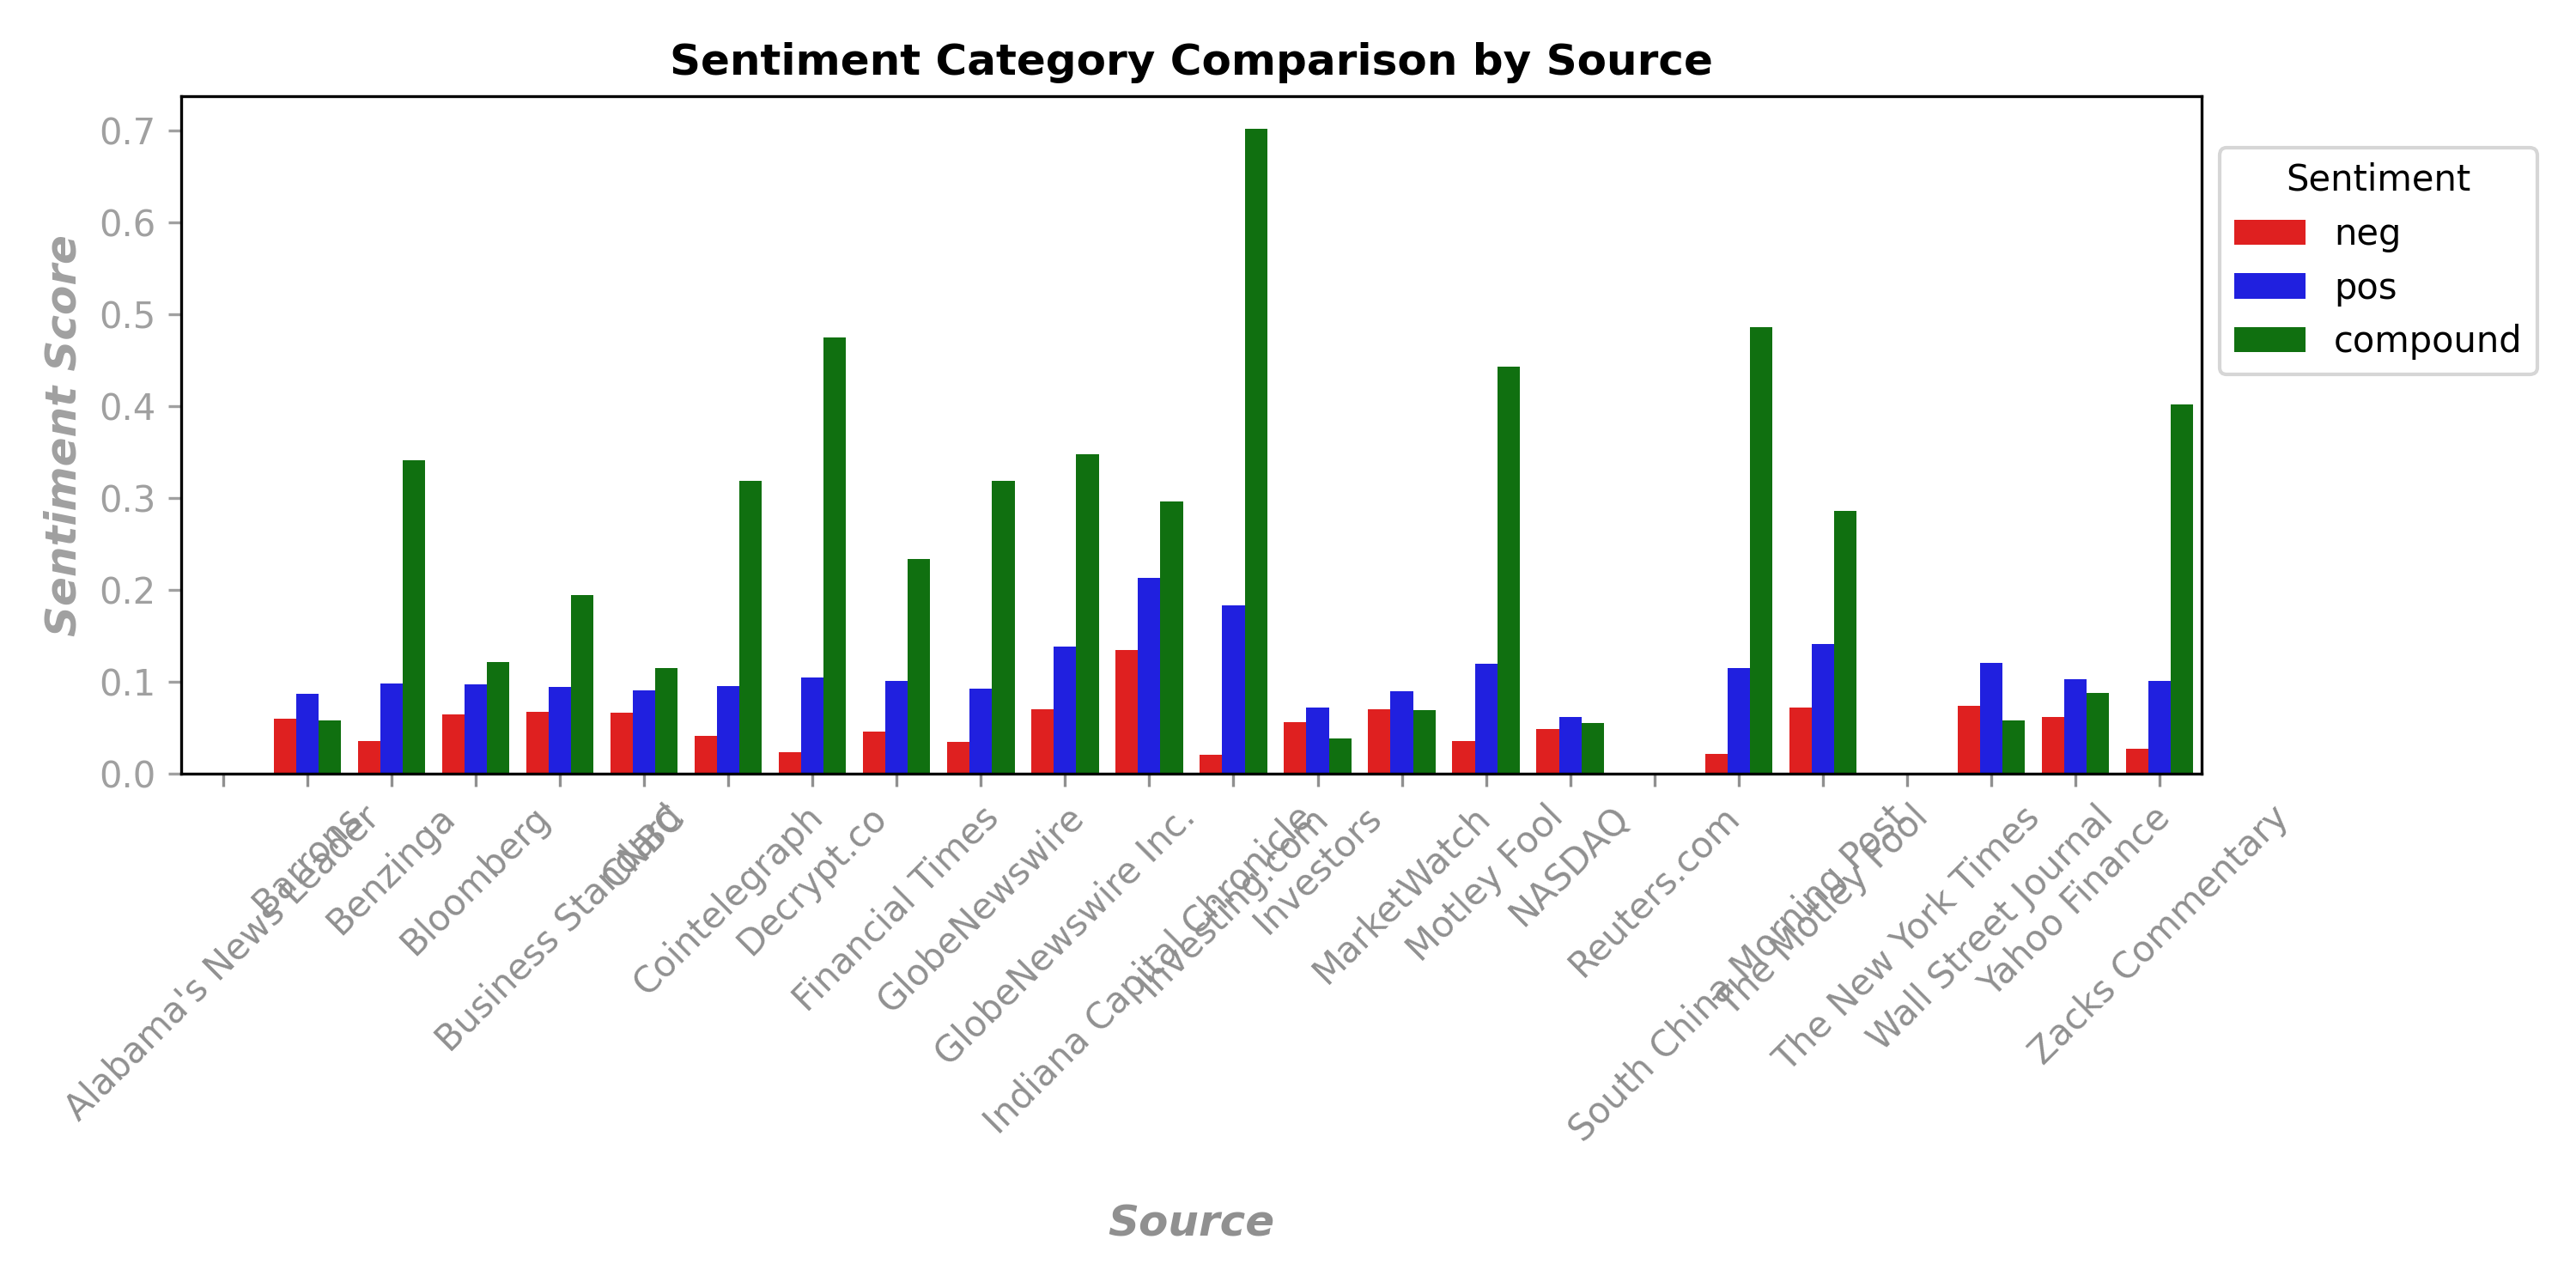 Sentiment Category Comparison by Source
Sentiment Score
0.7
0.6
0.5
0.4
0.3
0.2
0.1
0.0
Sentiment
neg
pos
compound
Alabama's News Leader
Barrons
Benzinga
Bloomberg
Business Standard
CNBC
Cointelegraph
Decrypt.co
Financial Times
GlobeNewswire
GlobeNewswire Inc.
Indiana Capital Chronicle
Investing.com
Investors
MarketWatch
Motley Fool
NASDAQ
Reuters.com
South China Morning Post
The Motley Fool
The New York Times
Wall Street Journal
Yahoo Finance
Zacks Commentary
Source